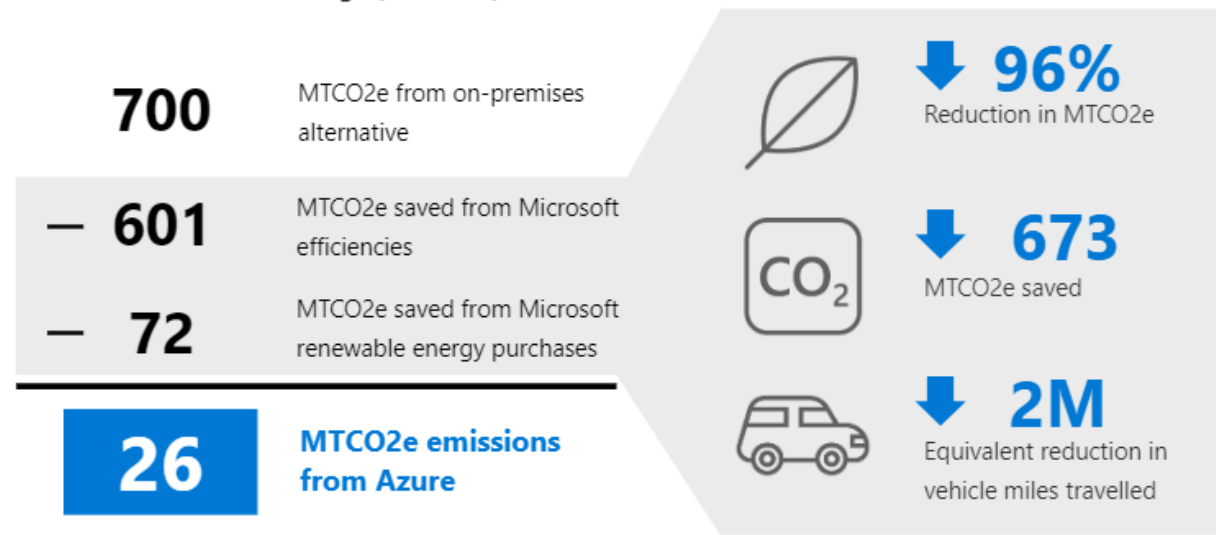 700
MTCO2e from on-premises
alternative
— 601
MTCO2e saved from Microsoft
efficiencies
— 72
MTCO2e saved from Microsoft
renewable energy purchases
26
MTCO2e emissions
from Azure
96%
Reduction in MTCO2e
CO₂
673
MTCO2e saved
2M
Equivalent reduction in
vehicle miles travelled